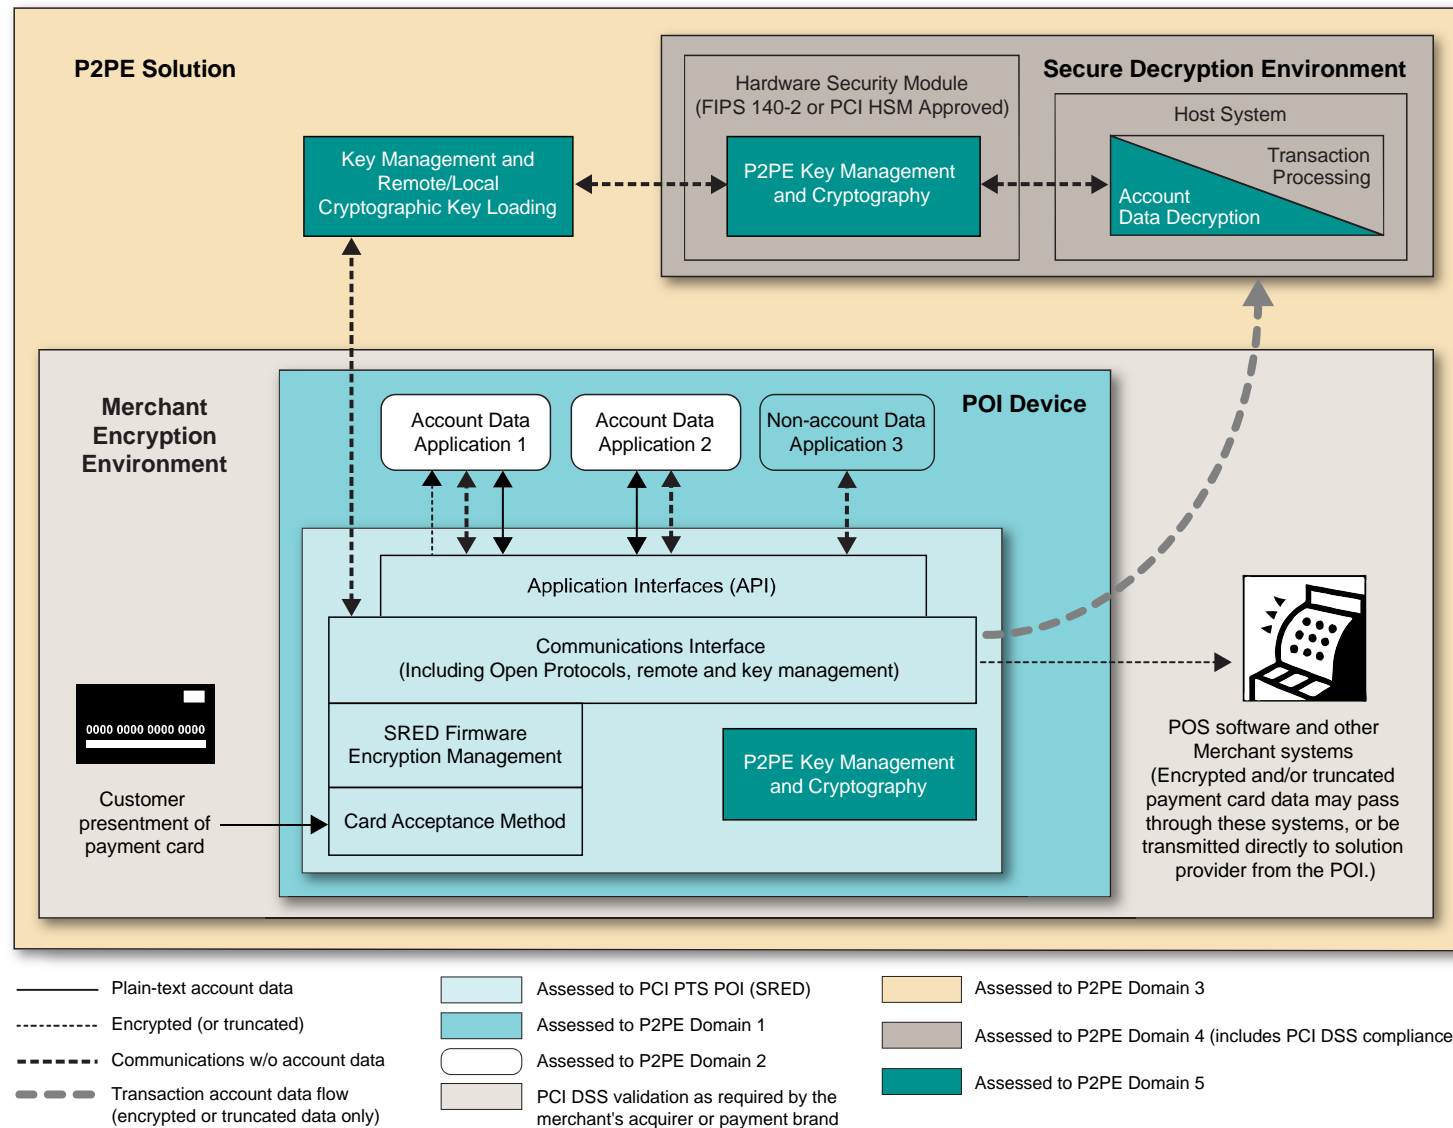 P2PE Solution
Secure Decryption Environment
Hardware Security Module
(FIPS 140-2 or PCI HSM Approved)
Host System
Key Management and
Remote/Local
Cryptographic Key Loading
P2PE Key Management
and Cryptography
Transaction
Processing
Account
Data Decryption
Merchant
Encryption
Environment
POI Device
Account Data
Application 1
Account Data
Application 2
Non-account Data
Application 3
Application Interfaces (API)
Communications Interface
(Including Open Protocols, remote and key management)
SRED Firmware
Encryption Management
Card Acceptance Method
P2PE Key Management
and Cryptography
0000 0000 0000 0000
Customer
presentment of
payment card
POS software and other
Merchant systems
(Encrypted and/or truncated
payment card data may pass
through these systems, or be
transmitted directly to solution
provider from the POI.)
Plain-text account data
Encrypted (or truncated)
Communications w/o account data
Transaction account data flow
(encrypted or truncated data only)
Assessed to PCI PTS POI (SRED)
Assessed to P2PE Domain 1
Assessed to P2PE Domain 2
PCI DSS validation as required by the
merchant's acquirer or payment brand
Assessed to P2PE Domain 3
Assessed to P2PE Domain 4 (includes PCI DSS compliance
Assessed to P2PE Domain 5